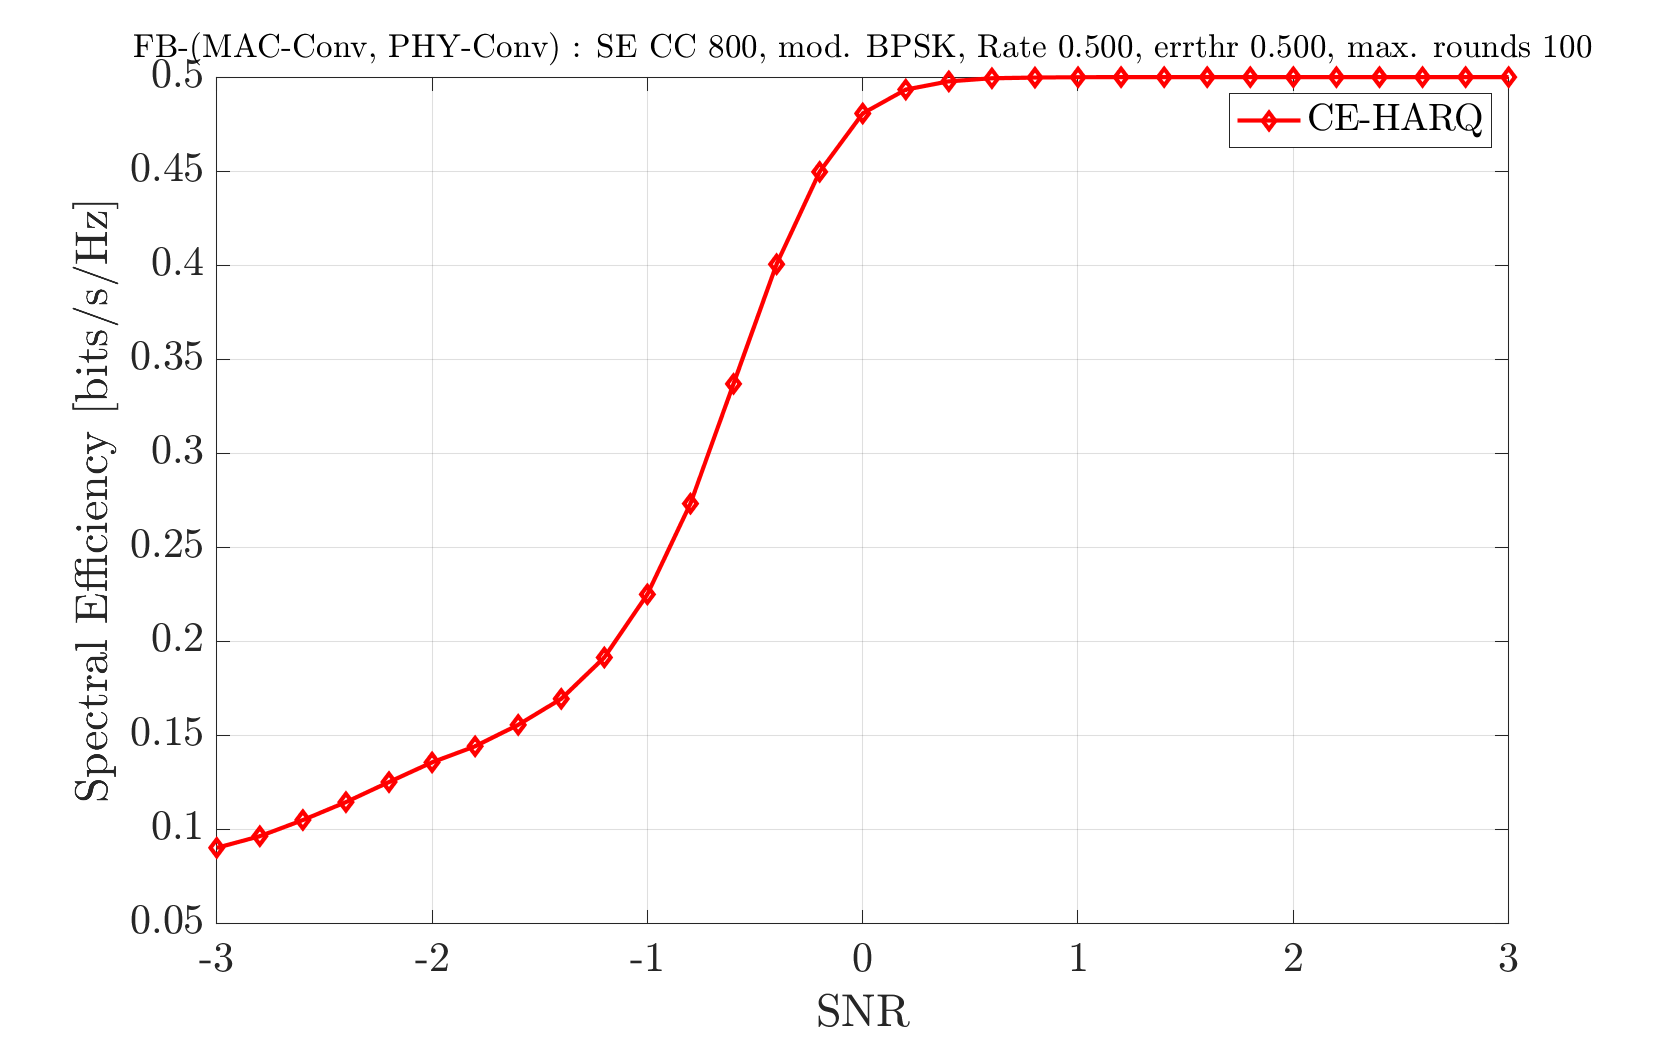 FB-(MAC-Conv, PHY-Conv) : SE CC 800, mod. BPSK, Rate 0.500, errthr 0.500, max. rounds 100
0.5
0.45
0.4
0.35
0.3
0.25
0.2
0.15
0.1
0.05
Spectral Efficiency [bits/s/Hz]
CE-HARQ
-3 -2 -1 0 1 2 3
SNR